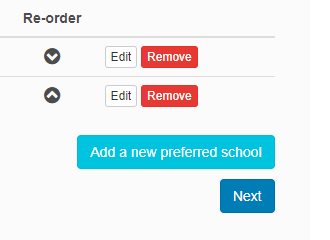 Re-order
Edit Remove
Edit Remove
Add a new preferred school
Next